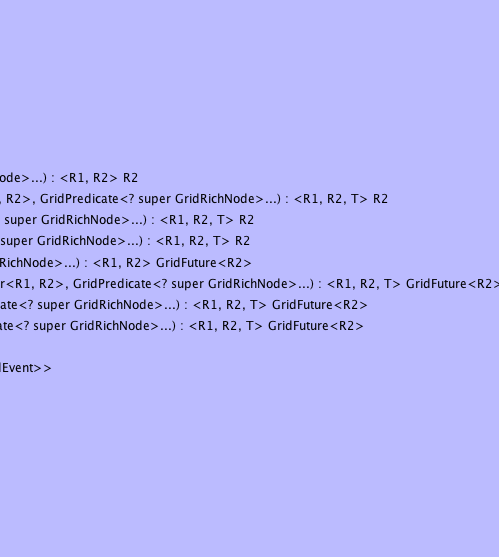 ode>...) : <R1, R2> R2
, R2>, GridPredicate<? super GridRichNode>...) : <R1, R2, T> R2
super GridRichNode>...) : <R1, R2, T> R2
super GridRichNode>...) : <R1, R2, T> R2
RichNode>...) : <R1, R2> GridFuture<R2>
r<R1, R2>, GridPredicate<? super GridRichNode>...) : <R1, R2, T> GridFuture<R2>
ate<? super GridRichNode>...) : <R1, R2, T> GridFuture<R2>
ate<? super GridRichNode>...) : <R1, R2, T> GridFuture<R2>
Event>>